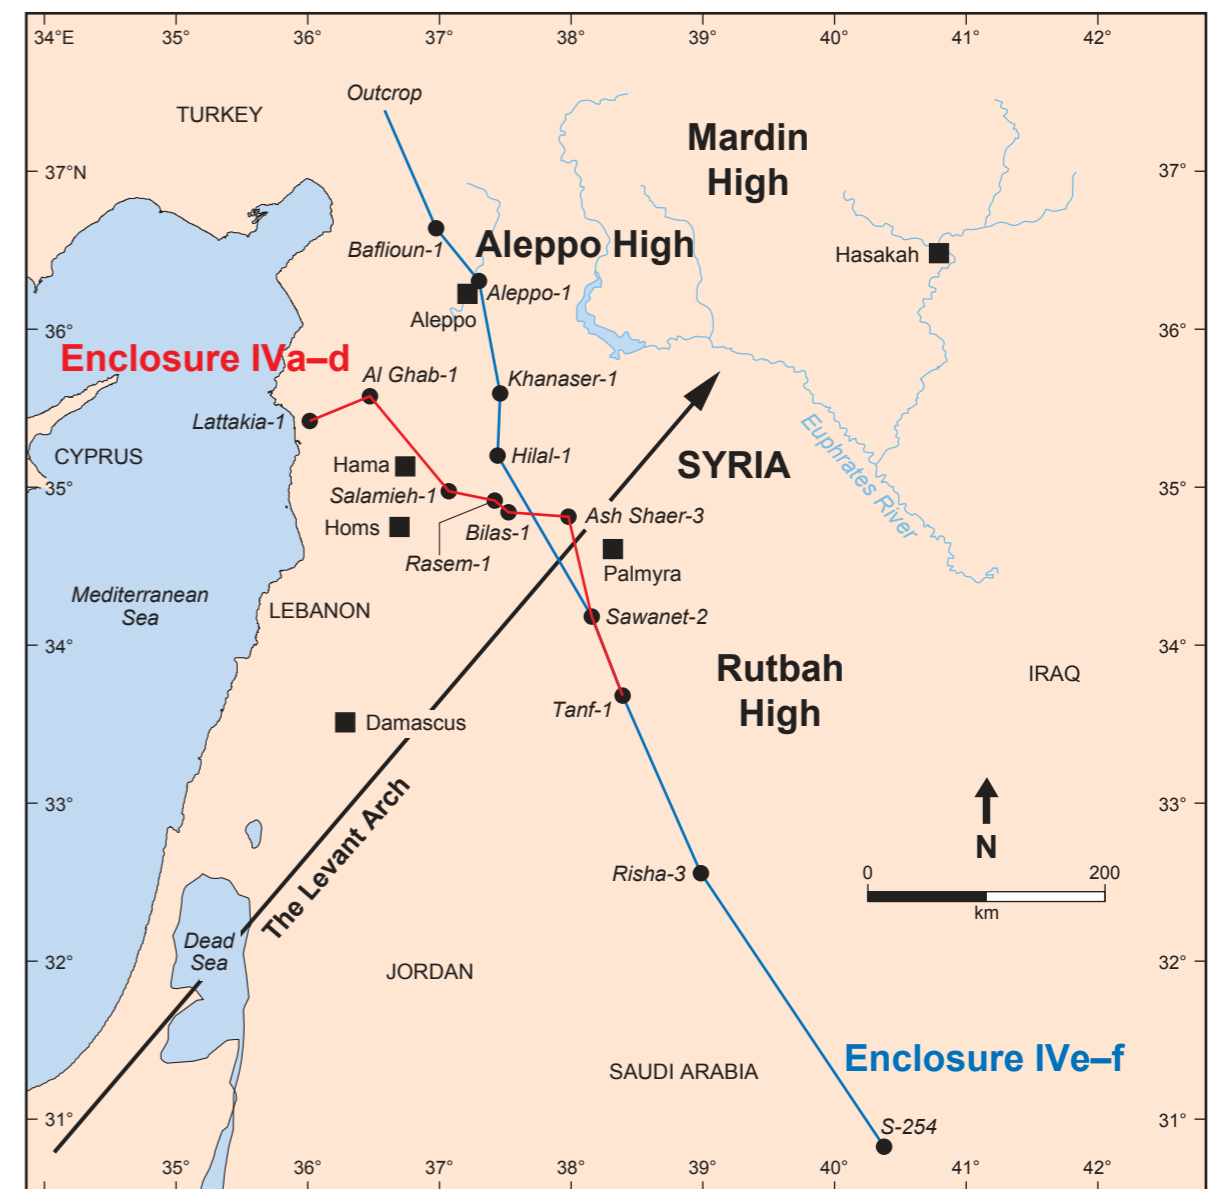 34°E 35° 36° 37° 38° 39° 40° 41° 42°
Outcrop
TURKEY
Mardin
High
37°N
37°
Baflioun-1
Aleppo High
Hasakah
Aleppo-1
Aleppo
36°
36°
Enclosure IVa–d
Al Ghab-1
Khanaser-1
Lattakia-1
Euphrates River
CYPRUS
Hama
Hilal-1
SYRIA
35°
35°
Salamieh-1
Homs
Bilas-1
Ash Shaer-3
Rasem-1
Palmyra
Mediterranean
Sea
LEBANON
Sawanet-2
34°
34°
Rutbah
High
IRAQ
Tanf-1
Damascus
33°
33°
The Levant Arch
N
Risha-3
0 200
km
Dead
Sea
32°
32°
JORDAN
Enclosure IVe–f
SAUDI ARABIA
31°
31°
S-254
35° 36° 37° 38° 39° 40° 41° 42°